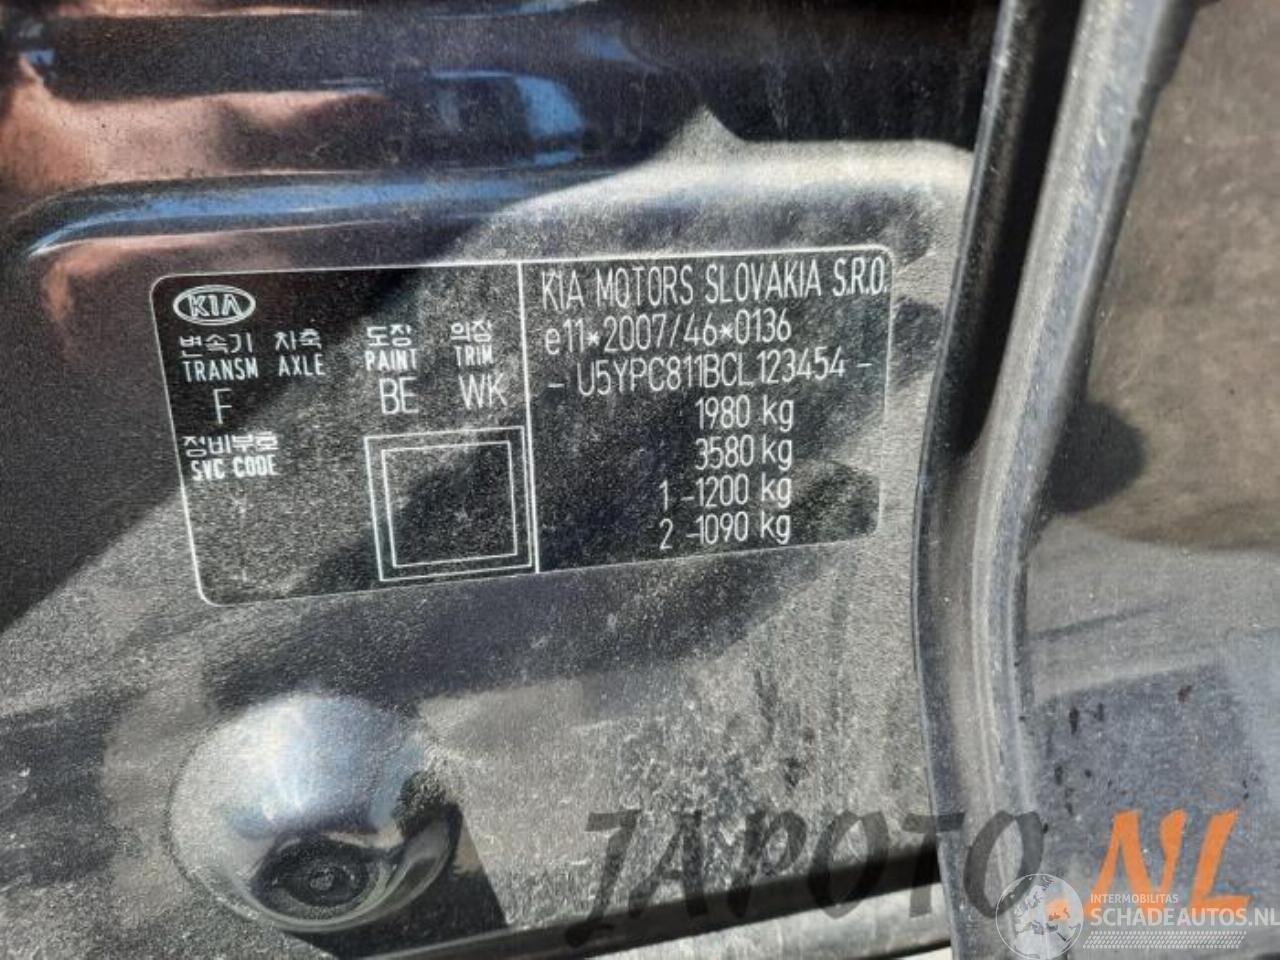 KIA
변속기 차축 도장 의장
TRANSM AXLE PAINT TRIM
F BE WK
정비부호
SVC CODE
KIA MOTORS SLOVAKIA S.R.O.
e11*2007/46*0136
- U5YPC811BCL123454 -
1980 kg
3580 kg
1 -1200 kg
2 -1090 kg
JAPOTO.NL
INTERMOBILITAS
SCHADEAUTOS.NL